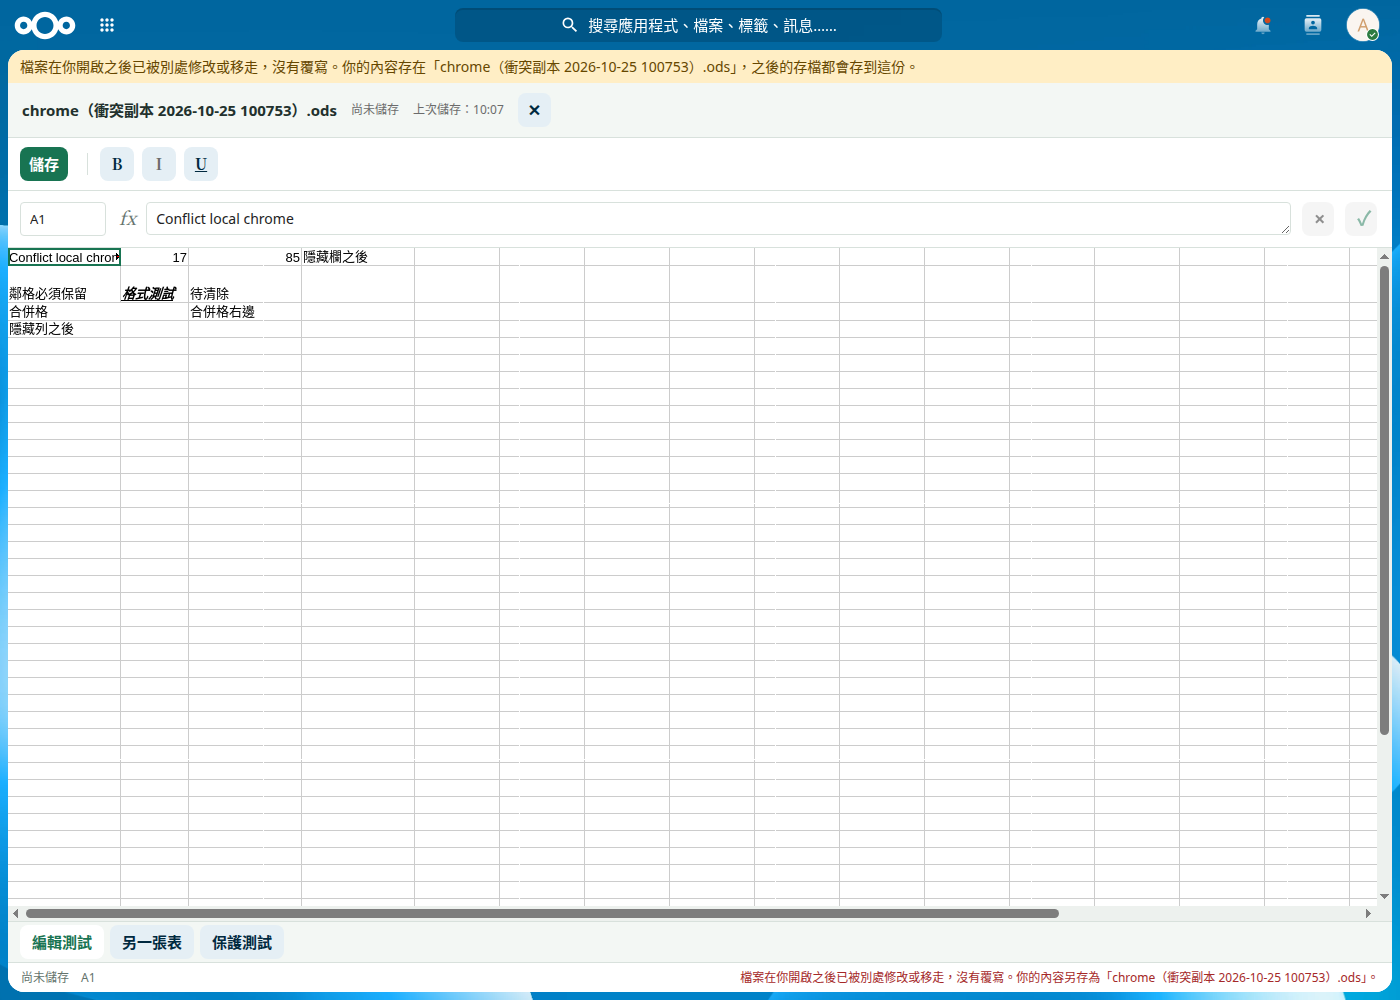 搜尋應用程式、檔案、標籤、訊息......
A
檔案在你開啟之後已被別處修改或移走，沒有覆寫。你的內容存在「chrome（衝突副本 2026-10-25 100753）.ods」，之後的存檔都會存到這份。
chrome（衝突副本 2026-10-25 100753）.ods 尚未儲存 上次儲存：10:07 ×
儲存 B I U
A1 fx Conflict local chrome × ✓
Conflict local chron 17 85 隱藏欄之後
鄰格必須保留 格式測試 待清除
合併格 合併格右邊
隱藏列之後
編輯測試 另一張表 保護測試
尚未儲存 A1 檔案在你開啟之後已被別處修改或移走，沒有覆寫。你的內容另存為「chrome（衝突副本 2026-10-25 100753）.ods」。